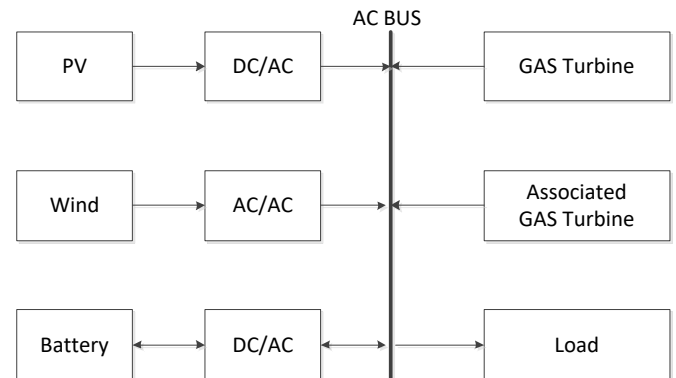 AC BUS
PV
DC/AC
GAS Turbine
Wind
AC/AC
Associated
GAS Turbine
Battery
DC/AC
Load